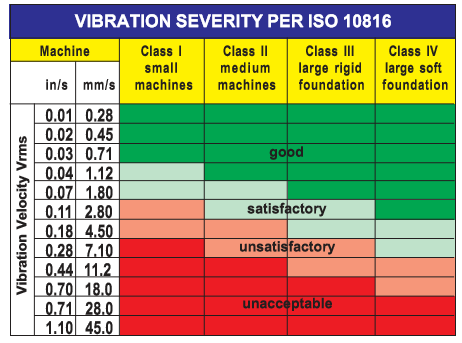 VIBRATION SEVERITY PER ISO 10816
Machine Class I Class II Class III Class IV
small medium large rigid large soft
in/s mm/s machines machines foundation foundation
Vibration Velocity Vrms
0.01 0.28
0.02 0.45
0.03 0.71 good
0.04 1.12
0.07 1.80
0.11 2.80 satisfactory
0.18 4.50
0.28 7.10 unsatisfactory
0.44 11.2
0.70 18.0
0.71 28.0 unacceptable
1.10 45.0